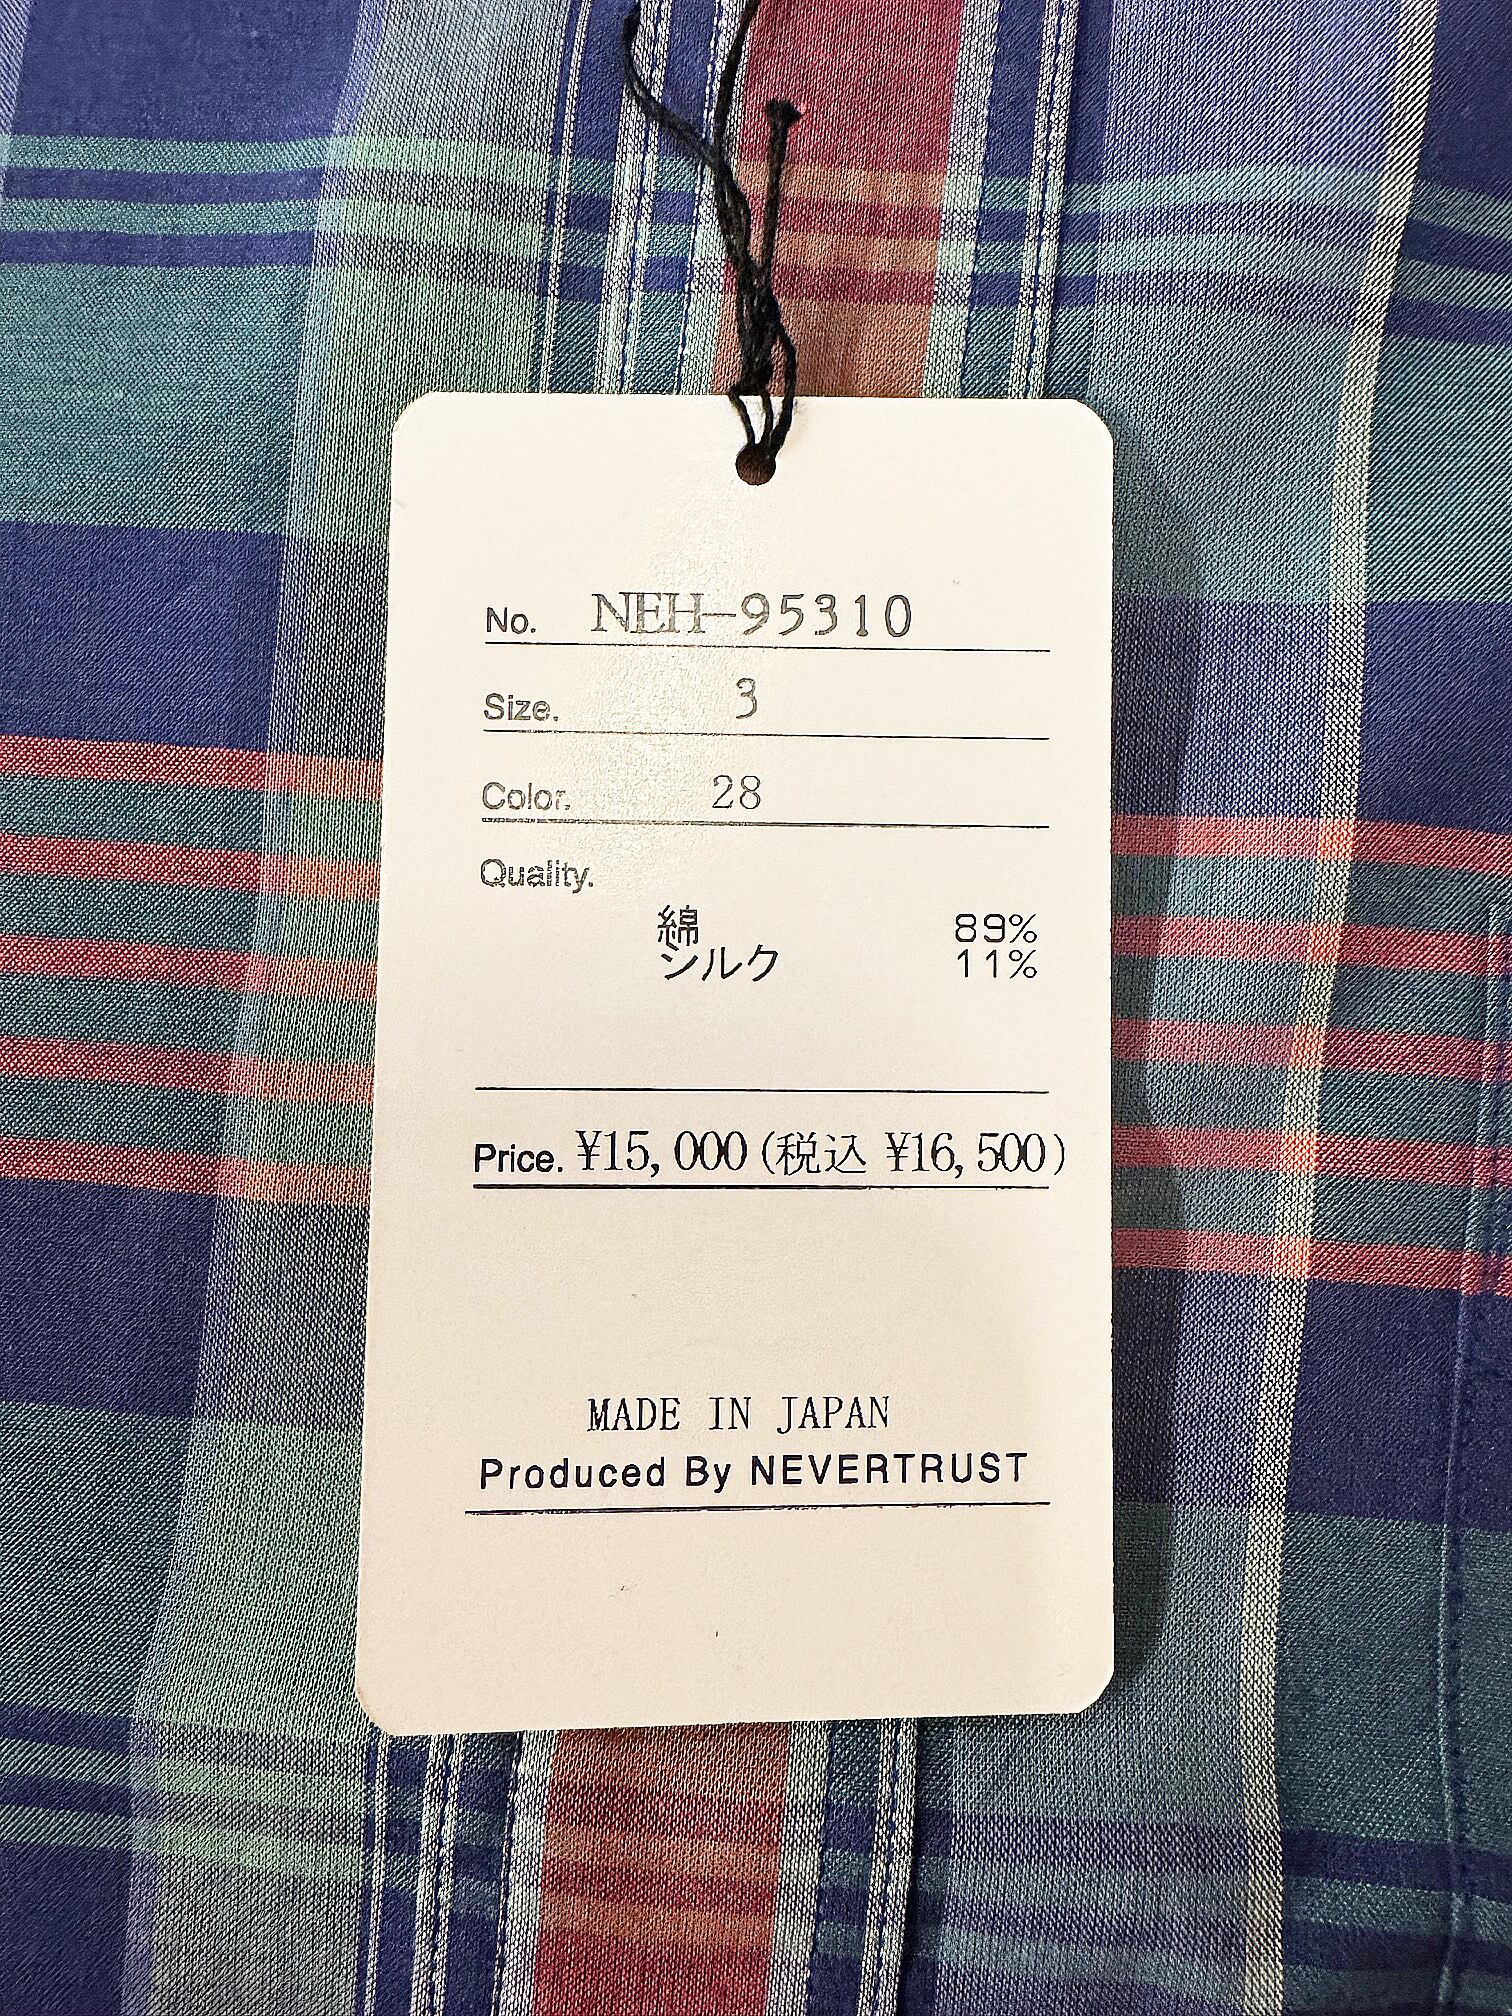 No. NEH-95310
Size. 3
Color. 28
Quality.
綿 89%
シルク 11%
Price. ¥15,000(税込 ¥16,500)
MADE IN JAPAN
Produced By NEVERTRUST